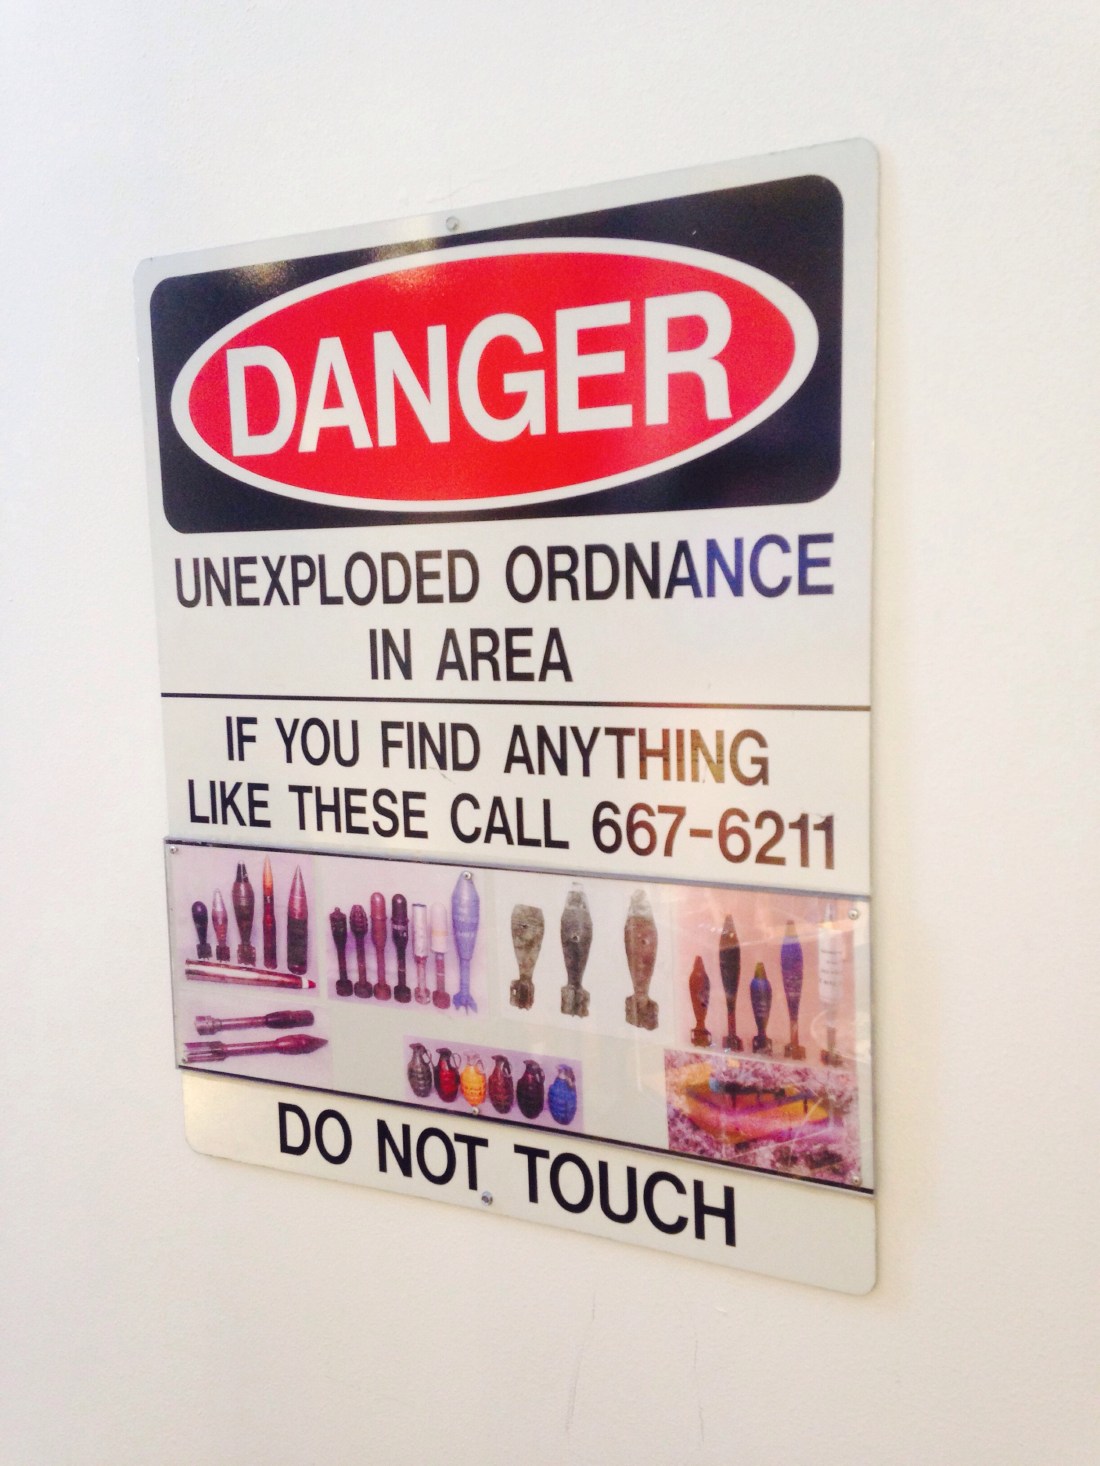 DANGER
UNEXPLODED ORDNANCE
IN AREA
IF YOU FIND ANYTHING
LIKE THESE CALL 667-6211
DO NOT TOUCH